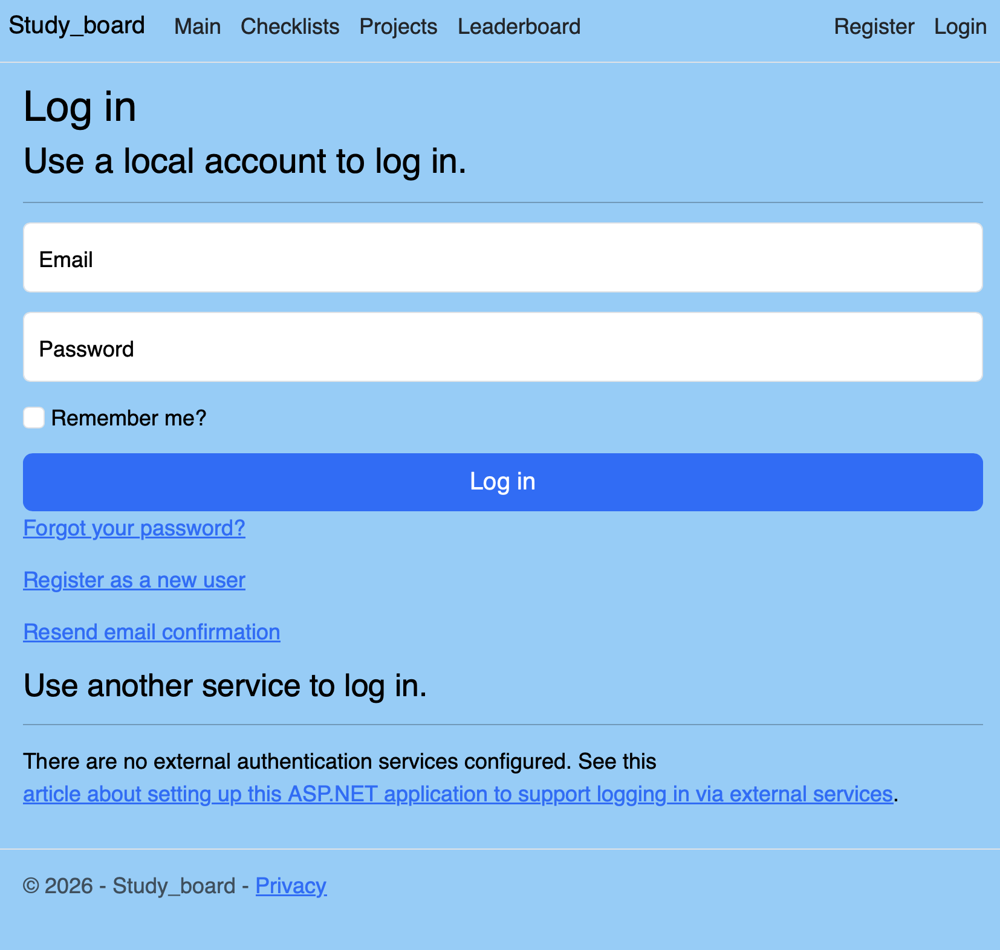 Study_board Main Checklists Projects Leaderboard Register Login
Log in
Use a local account to log in.
Email
Password
Remember me?
Log in
Forgot your password?
Register as a new user
Resend email confirmation
Use another service to log in.
There are no external authentication services configured. See this
article about setting up this ASP.NET application to support logging in via external services.
© 2026 - Study_board - Privacy